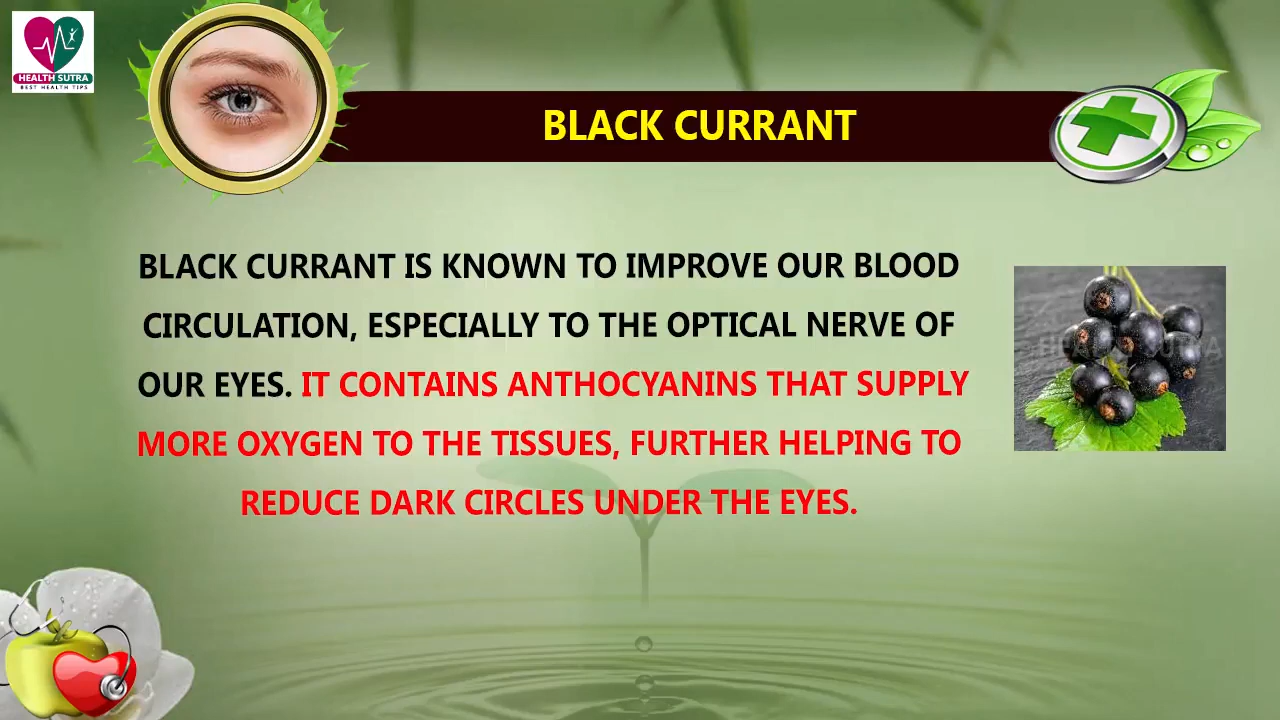 HEALTH SUTRA
BEST HEALTH TIPS
BLACK CURRANT
BLACK CURRANT IS KNOWN TO IMPROVE OUR BLOOD
CIRCULATION, ESPECIALLY TO THE OPTICAL NERVE OF
OUR EYES. IT CONTAINS ANTHOCYANINS THAT SUPPLY
MORE OXYGEN TO THE TISSUES, FURTHER HELPING TO
REDUCE DARK CIRCLES UNDER THE EYES.
HEALTH SUTRA